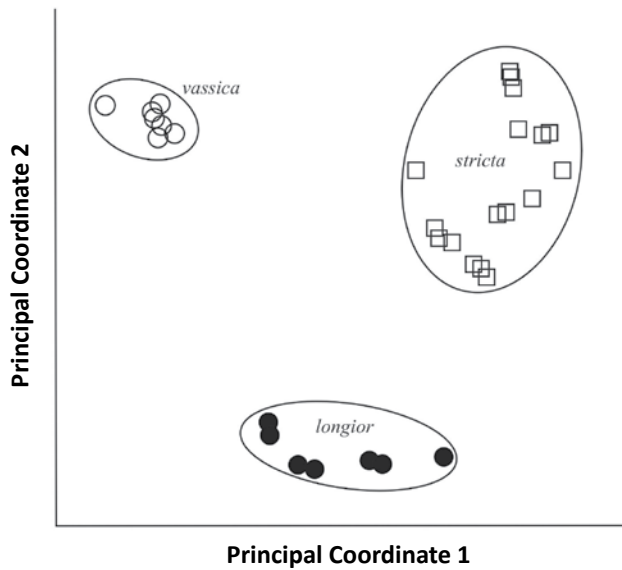 vassica
stricta
Principal Coordinate 2
longior
Principal Coordinate 1